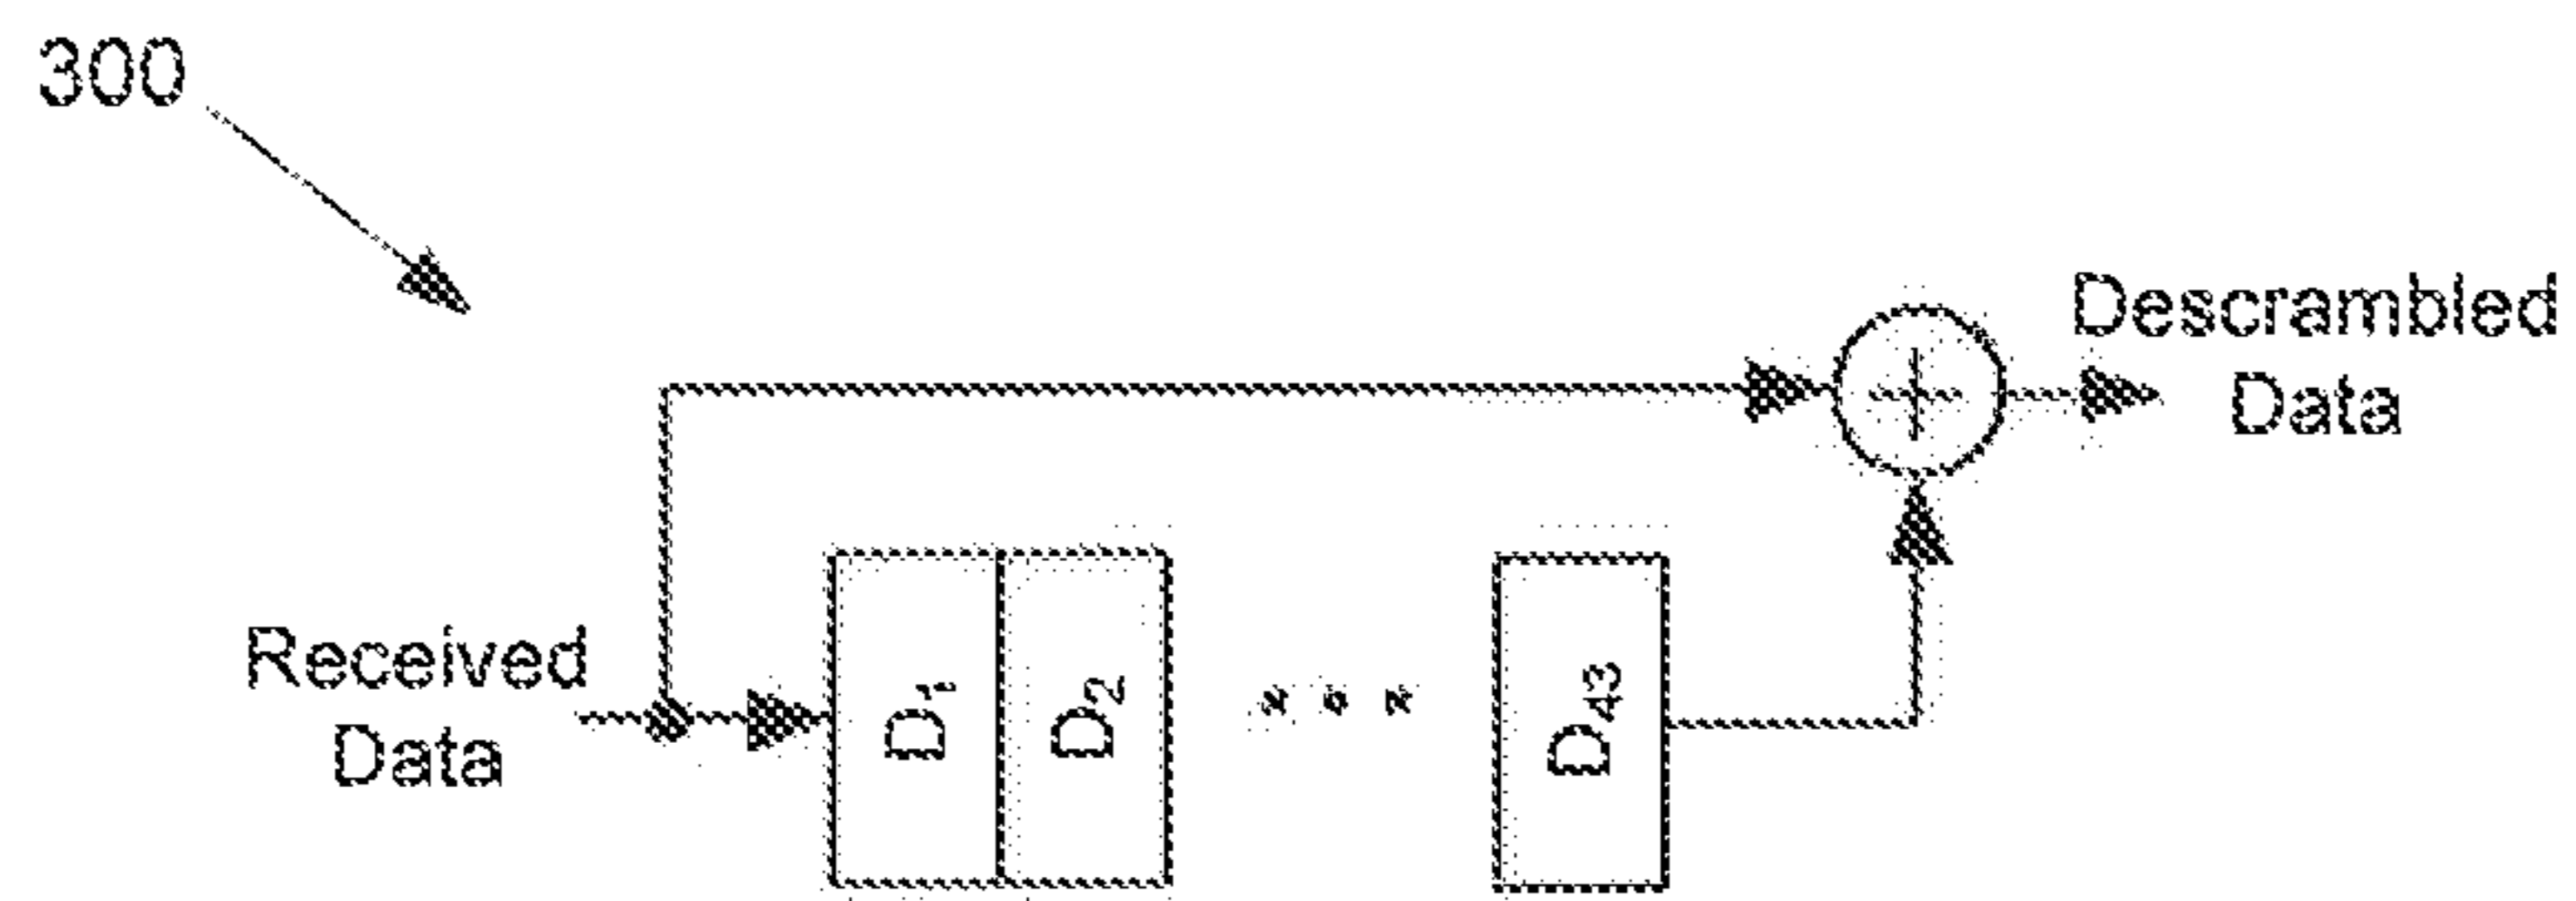 300
Descrambled
Data
Received
Data
D₁
D₂
D₄₃